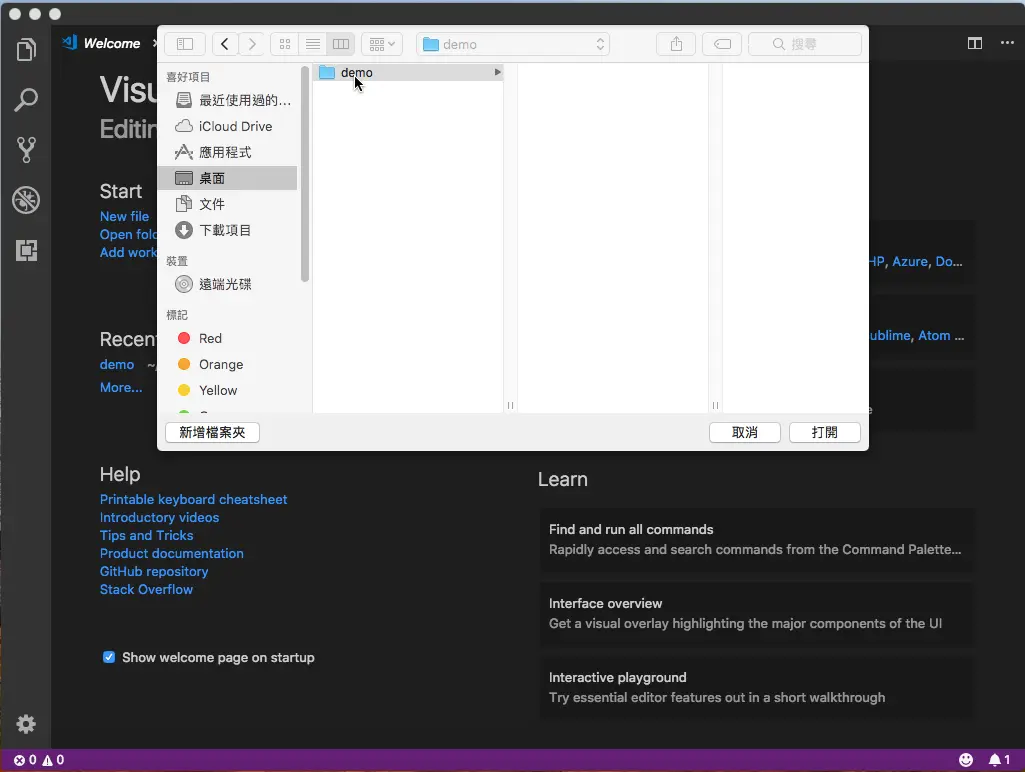 Welcome
demo
搜尋
喜好項目
最近使用過的…
iCloud Drive
應用程式
桌面
文件
下載項目
裝置
遠端光碟
標記
Red
Orange
Yellow
demo
新增檔案夾
取消
打開
Visu
Editin
Start
New file
Open fold
Add work
Recent
demo ~/
More...
Help
Printable keyboard cheatsheet
Introductory videos
Tips and Tricks
Product documentation
GitHub repository
Stack Overflow
Show welcome page on startup
HP, Azure, Do...
ublime, Atom ...
Learn
Find and run all commands
Rapidly access and search commands from the Command Palette...
Interface overview
Get a visual overlay highlighting the major components of the UI
Interactive playground
Try essential editor features out in a short walkthrough
0 0
1